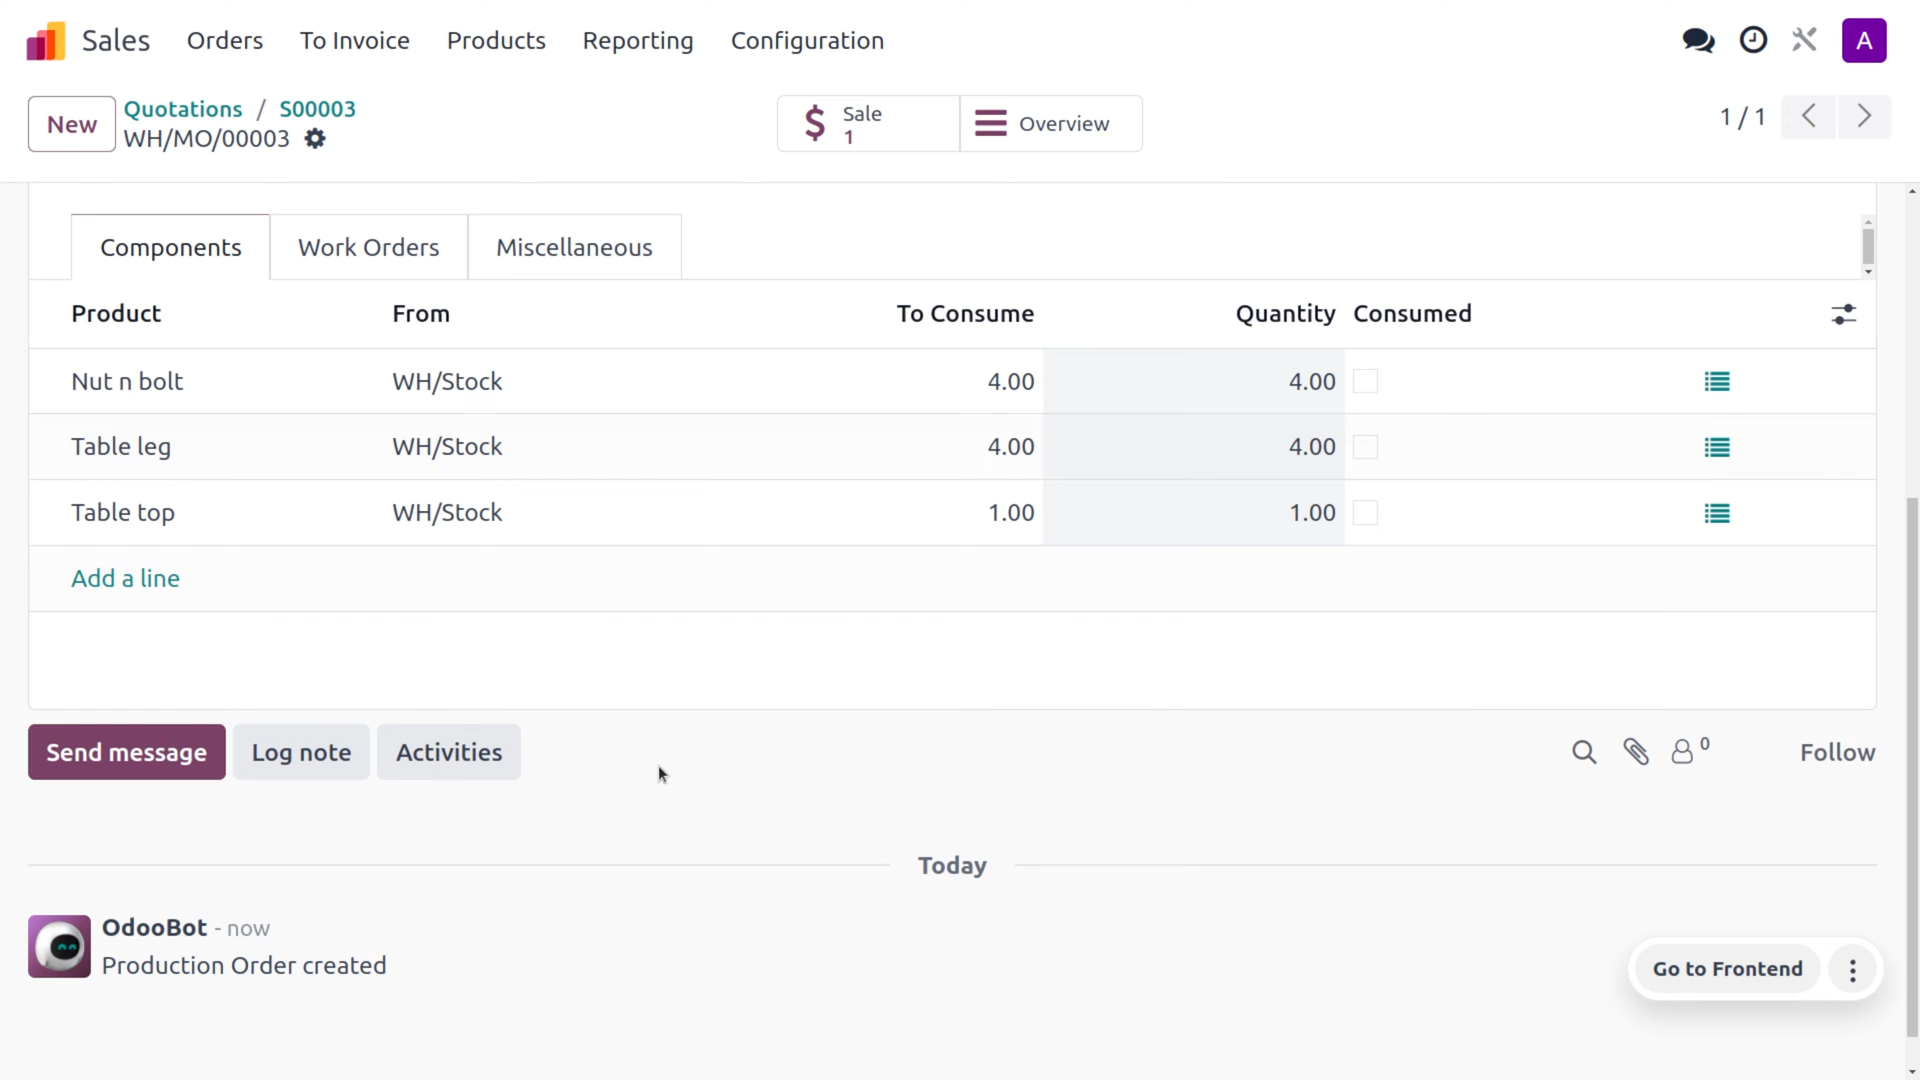 Sales Orders To Invoice Products Reporting Configuration A
New Quotations / S00003
WH/MO/00003
Sale
1
Overview
1 / 1
Components Work Orders Miscellaneous
Product From To Consume Quantity Consumed
Nut n bolt WH/Stock 4.00 4.00
Table leg WH/Stock 4.00 4.00
Table top WH/Stock 1.00 1.00
Add a line
Send message Log note Activities 0 Follow
Today
OdooBot - now
Production Order created
Go to Frontend